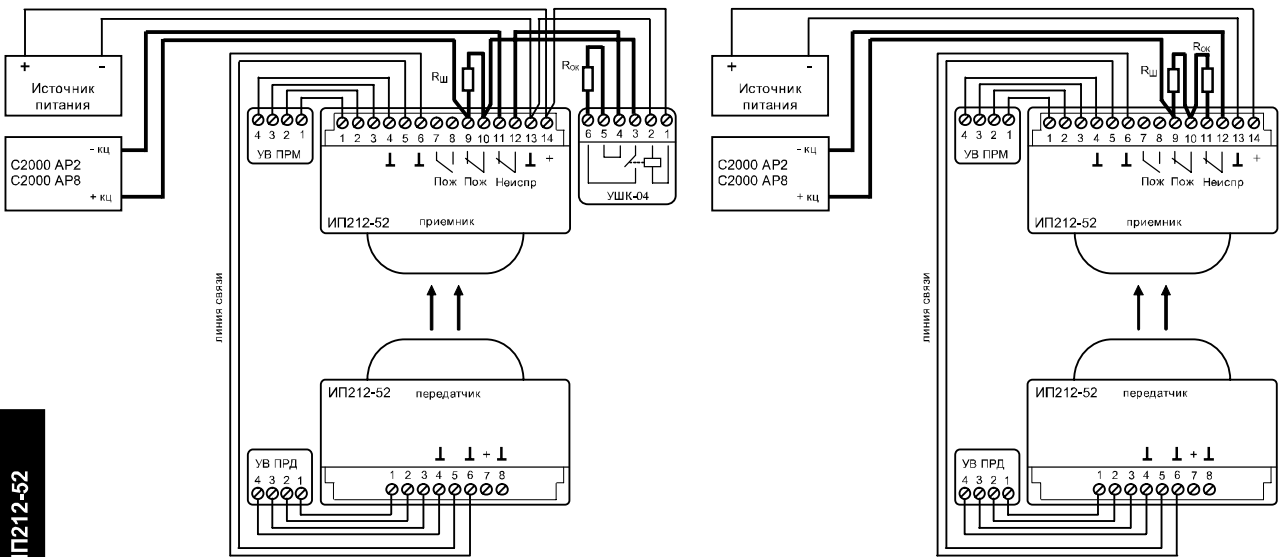 + -
Источник
питания
С2000 АР2
С2000 АР8
- кц
+ кц
4 3 2 1
УВ ПРМ
Rш
Rок
1 2 3 4 5 6 7 8 9 10 11 12 13 14
+
Пож Пож Неиспр
ИП212-52 приемник
6 5 4 3 2 1
УШК-04
линия связи
ИП212-52 передатчик
+
УВ ПРД
4 3 2 1
1 2 3 4 5 6 7 8
ИП212-52
+ -
Источник
питания
С2000 АР2
С2000 АР8
- кц
+ кц
4 3 2 1
УВ ПРМ
Rш
Rок
1 2 3 4 5 6 7 8 9 10 11 12 13 14
+
Пож Пож Неиспр
ИП212-52 приемник
линия связи
ИП212-52 передатчик
+
УВ ПРД
4 3 2 1
1 2 3 4 5 6 7 8